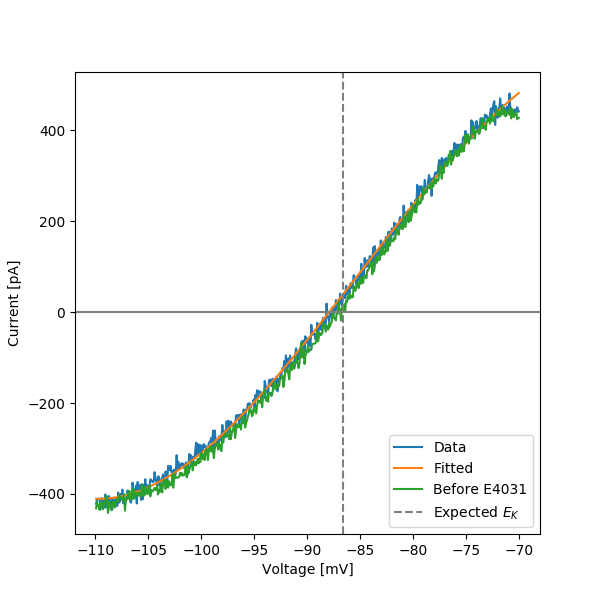 Current [pA]
400
200
0
−200
−400
−110
−105
−100
−95
−90
−85
−80
−75
−70
Voltage [mV]
Data
Fitted
Before E4031
Expected E_K